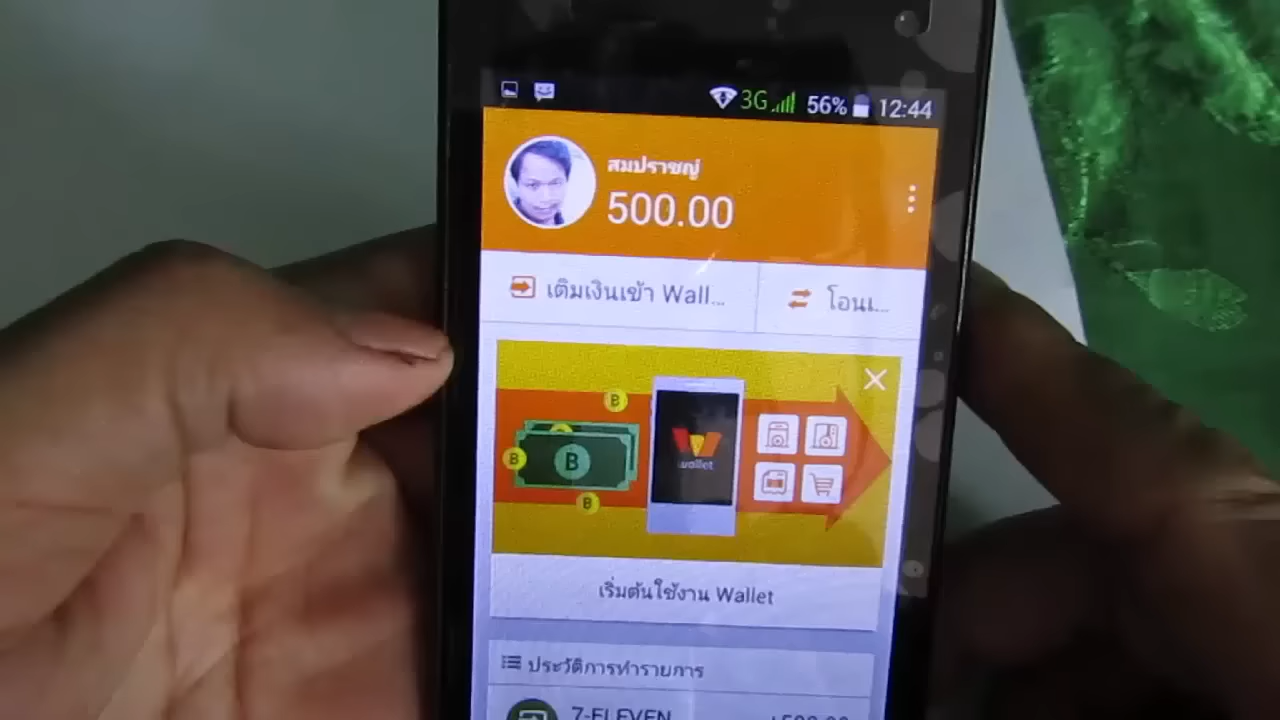 3G 56% 12:44
สมปราชญ์
500.00
เติมเงินเข้า Wall...
โอนเ...
B
B
B
B
wallet
เริ่มต้นใช้งาน Wallet
ประวัติการทำรายการ
7-ELEVEN +500.00